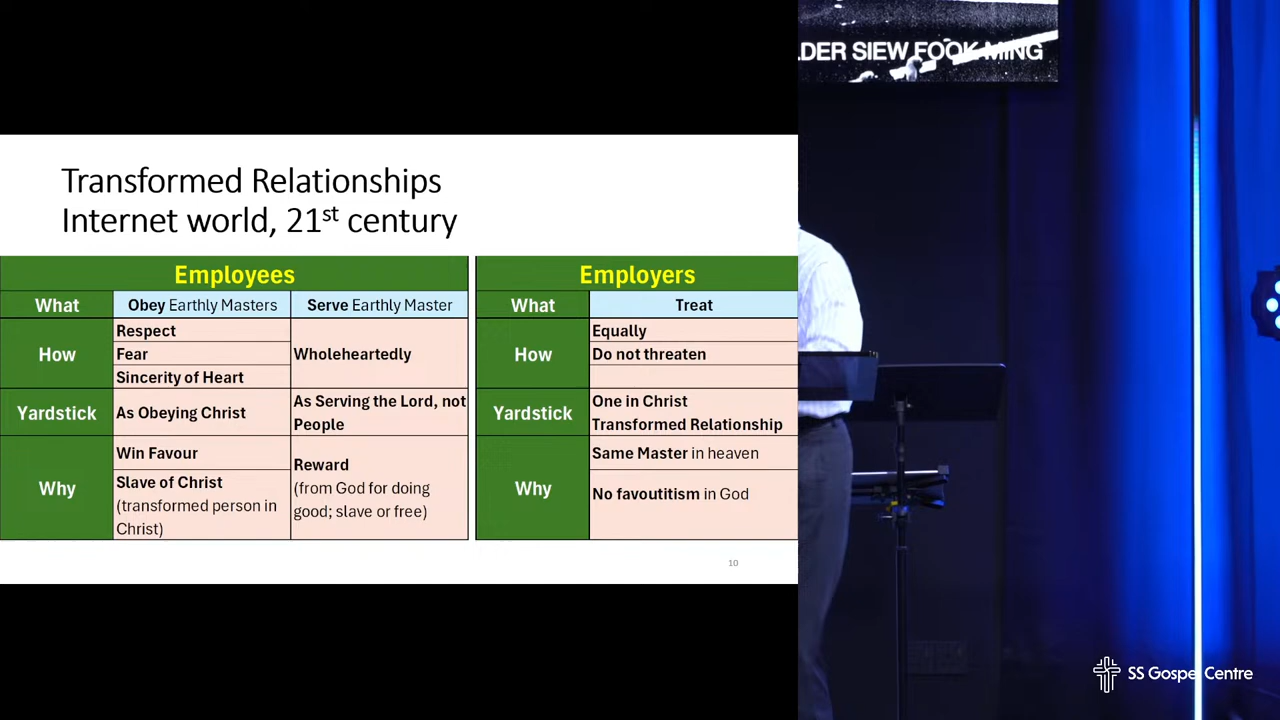 LDER SIEW FOOK MING
Transformed Relationships
Internet world, 21st century
Employees
What
Obey Earthly Masters
Serve Earthly Master
How
Respect
Fear
Sincerity of Heart
Wholeheartedly
Yardstick
As Obeying Christ
As Serving the Lord, not
People
Why
Win Favour
Slave of Christ
(transformed person in
Christ)
Reward
(from God for doing
good; slave or free)
Employers
What
Treat
How
Equally
Do not threaten
Yardstick
One in Christ
Transformed Relationship
Why
Same Master in heaven
No favoutitism in God
10
SS Gospel Centre